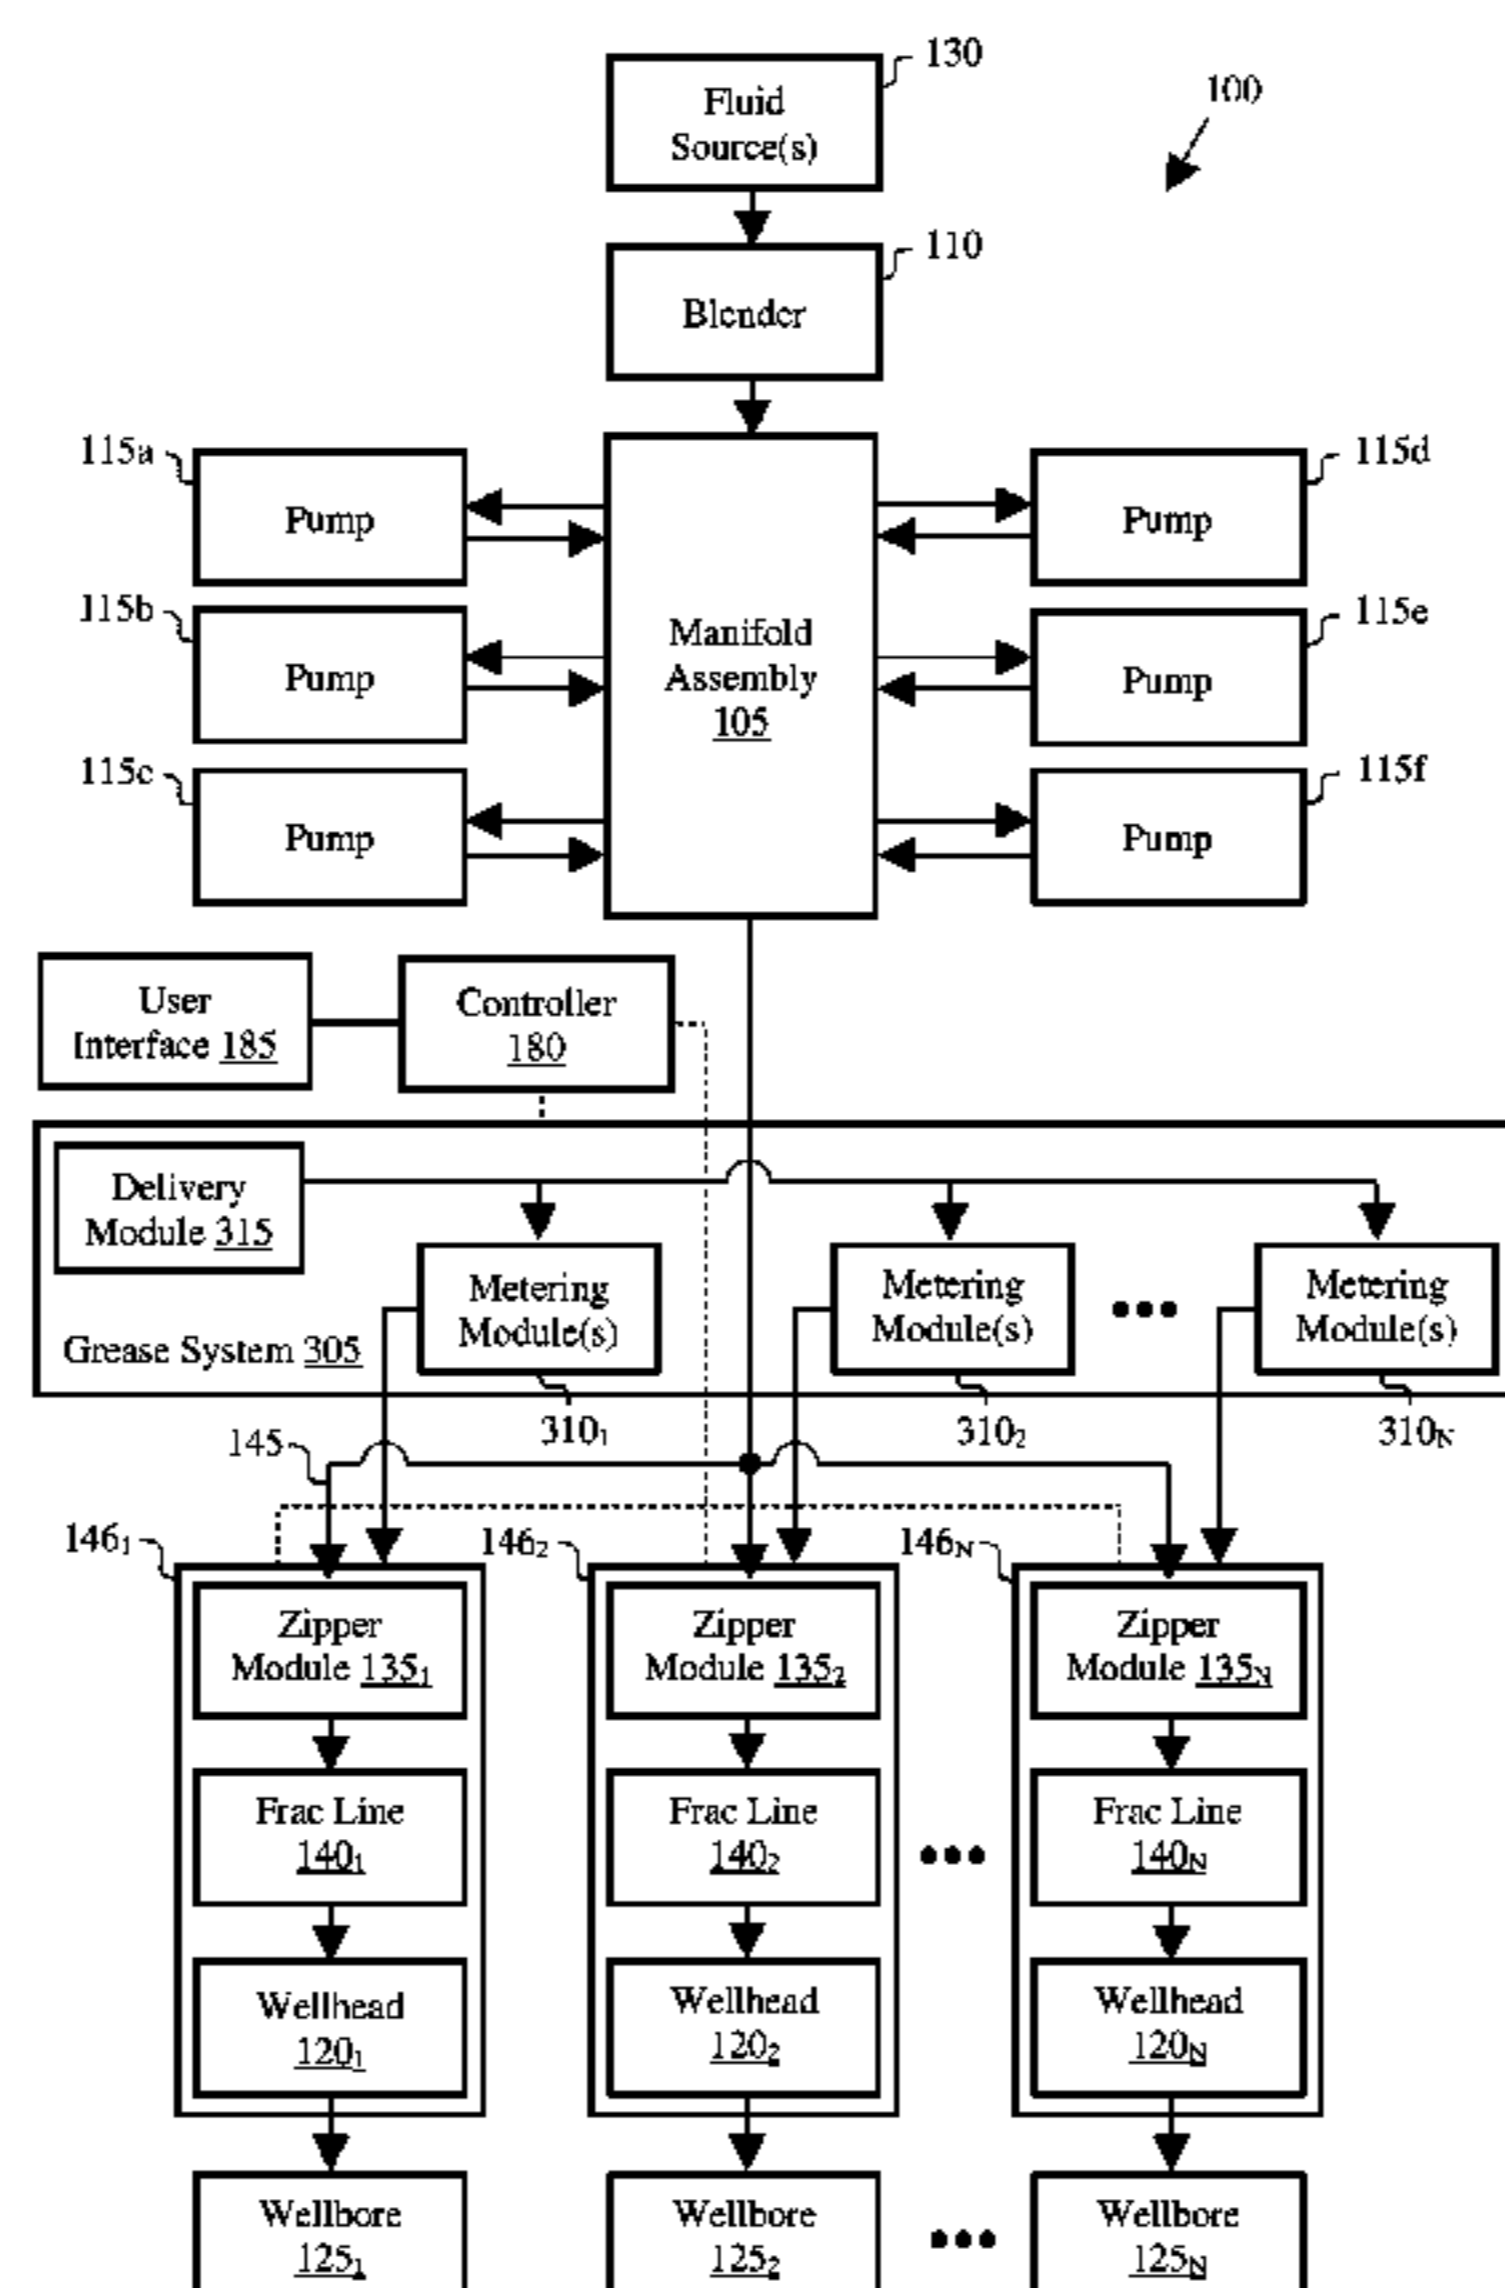 130
Fluid
Source(s)
100
110
Blender
115a
Pump
115d
Pump
115b
Pump
Manifold
Assembly
105
115e
Pump
115c
Pump
115f
Pump
User
Interface 185
Controller
180
Delivery
Module 315
Metering
Module(s)
Metering
Module(s)
•••
Metering
Module(s)
Grease System 305
310₁
310₂
310N
145
146₁
146₂
146N
Zipper
Module 135₁
Zipper
Module 135₂
Zipper
Module 135N
Frac Line
140₁
Frac Line
140₂
•••
Frac Line
140N
Wellhead
120₁
Wellhead
120₂
Wellhead
120N
Wellbore
125₁
Wellbore
125₂
•••
Wellbore
125N